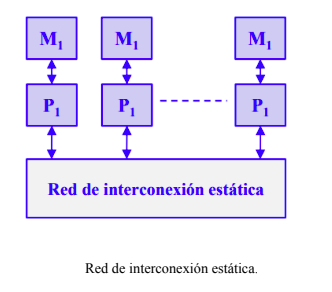 M1 M1 M1
P1 P1 P1
Red de interconexión estática
Red de interconexión estática.